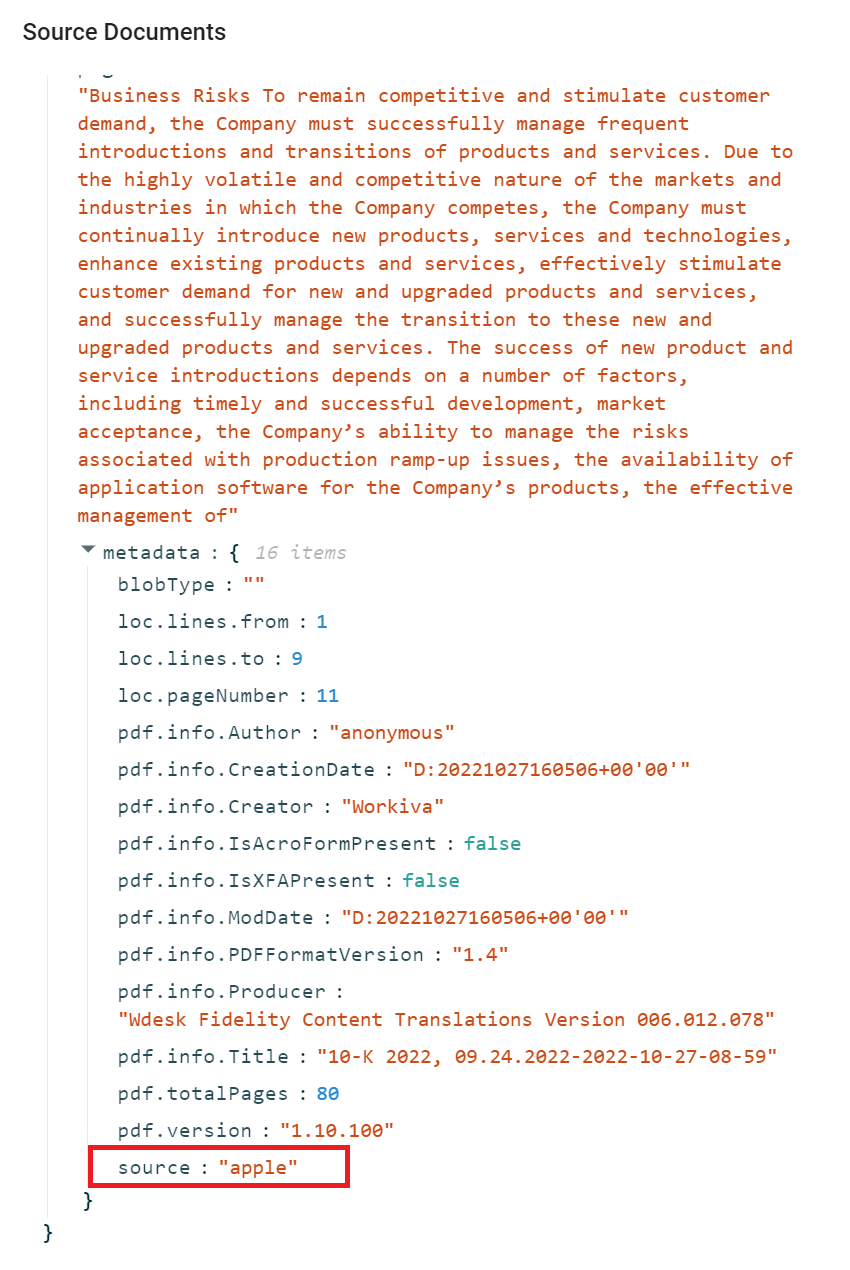 Source Documents
"Business Risks To remain competitive and stimulate customer
demand, the Company must successfully manage frequent
introductions and transitions of products and services. Due to
the highly volatile and competitive nature of the markets and
industries in which the Company competes, the Company must
continually introduce new products, services and technologies,
enhance existing products and services, effectively stimulate
customer demand for new and upgraded products and services,
and successfully manage the transition to these new and
upgraded products and services. The success of new product and
service introductions depends on a number of factors,
including timely and successful development, market
acceptance, the Company’s ability to manage the risks
associated with production ramp-up issues, the availability of
application software for the Company’s products, the effective
management of"
metadata : { 16 items
blobType : ""
loc.lines.from : 1
loc.lines.to : 9
loc.pageNumber : 11
pdf.info.Author : "anonymous"
pdf.info.CreationDate : "D:20221027160506+00'00'"
pdf.info.Creator : "Workiva"
pdf.info.IsAcroFormPresent : false
pdf.info.IsXFAPresent : false
pdf.info.ModDate : "D:20221027160506+00'00'"
pdf.info.PDFFormatVersion : "1.4"
pdf.info.Producer :
"Wdesk Fidelity Content Translations Version 006.012.078"
pdf.info.Title : "10-K 2022, 09.24.2022-2022-10-27-08-59"
pdf.totalPages : 80
pdf.version : "1.10.100"
source : "apple"
}
}